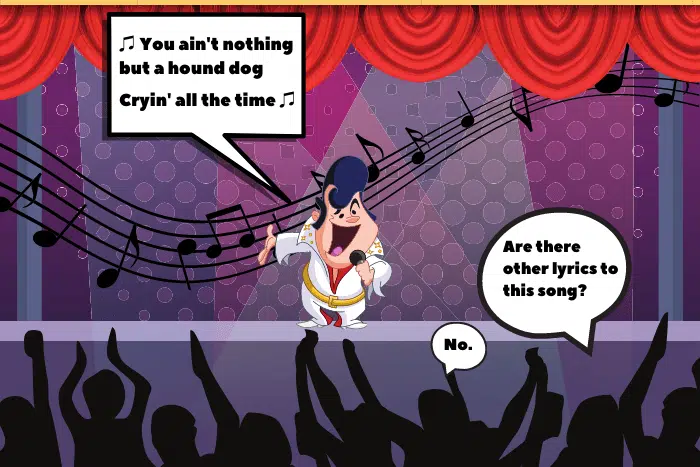 ♫ You ain't nothing
but a hound dog
Cryin' all the time ♫
Are there
other lyrics to
this song?
No.